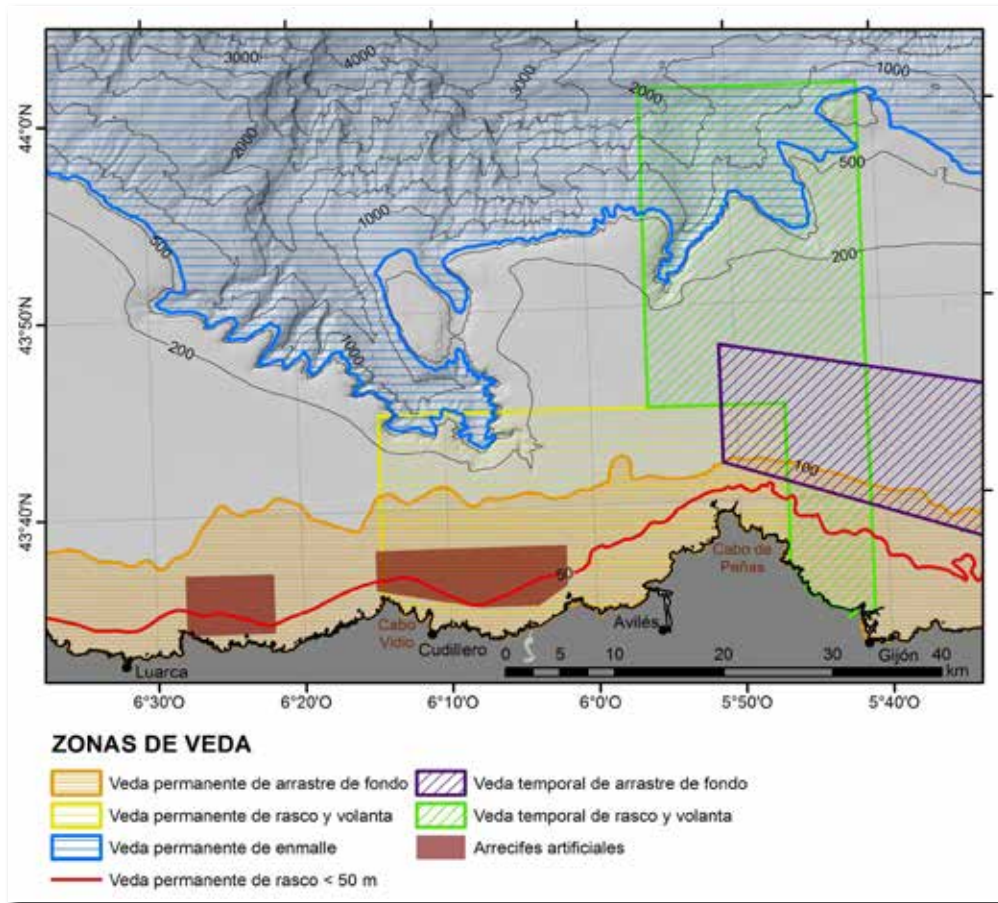 3000
4000
3000
1000
2000
44°0'N
2000
500
1000
500
200
43°50'N
1000
200
100
43°40'N
Cabo de
Peñas
50
Cabo
Vidio
Avilés
Cudillero
Gijón
Luarca
0 5 10 20 30 40
km
6°30'O 6°20'O 6°10'O 6°0'O 5°50'O 5°40'O
ZONAS DE VEDA
Veda permanente de arrastre de fondo
Veda temporal de arrastre de fondo
Veda permanente de rasco y volanta
Veda temporal de rasco y volanta
Veda permanente de enmalle
Arrecifes artificiales
Veda permanente de rasco < 50 m